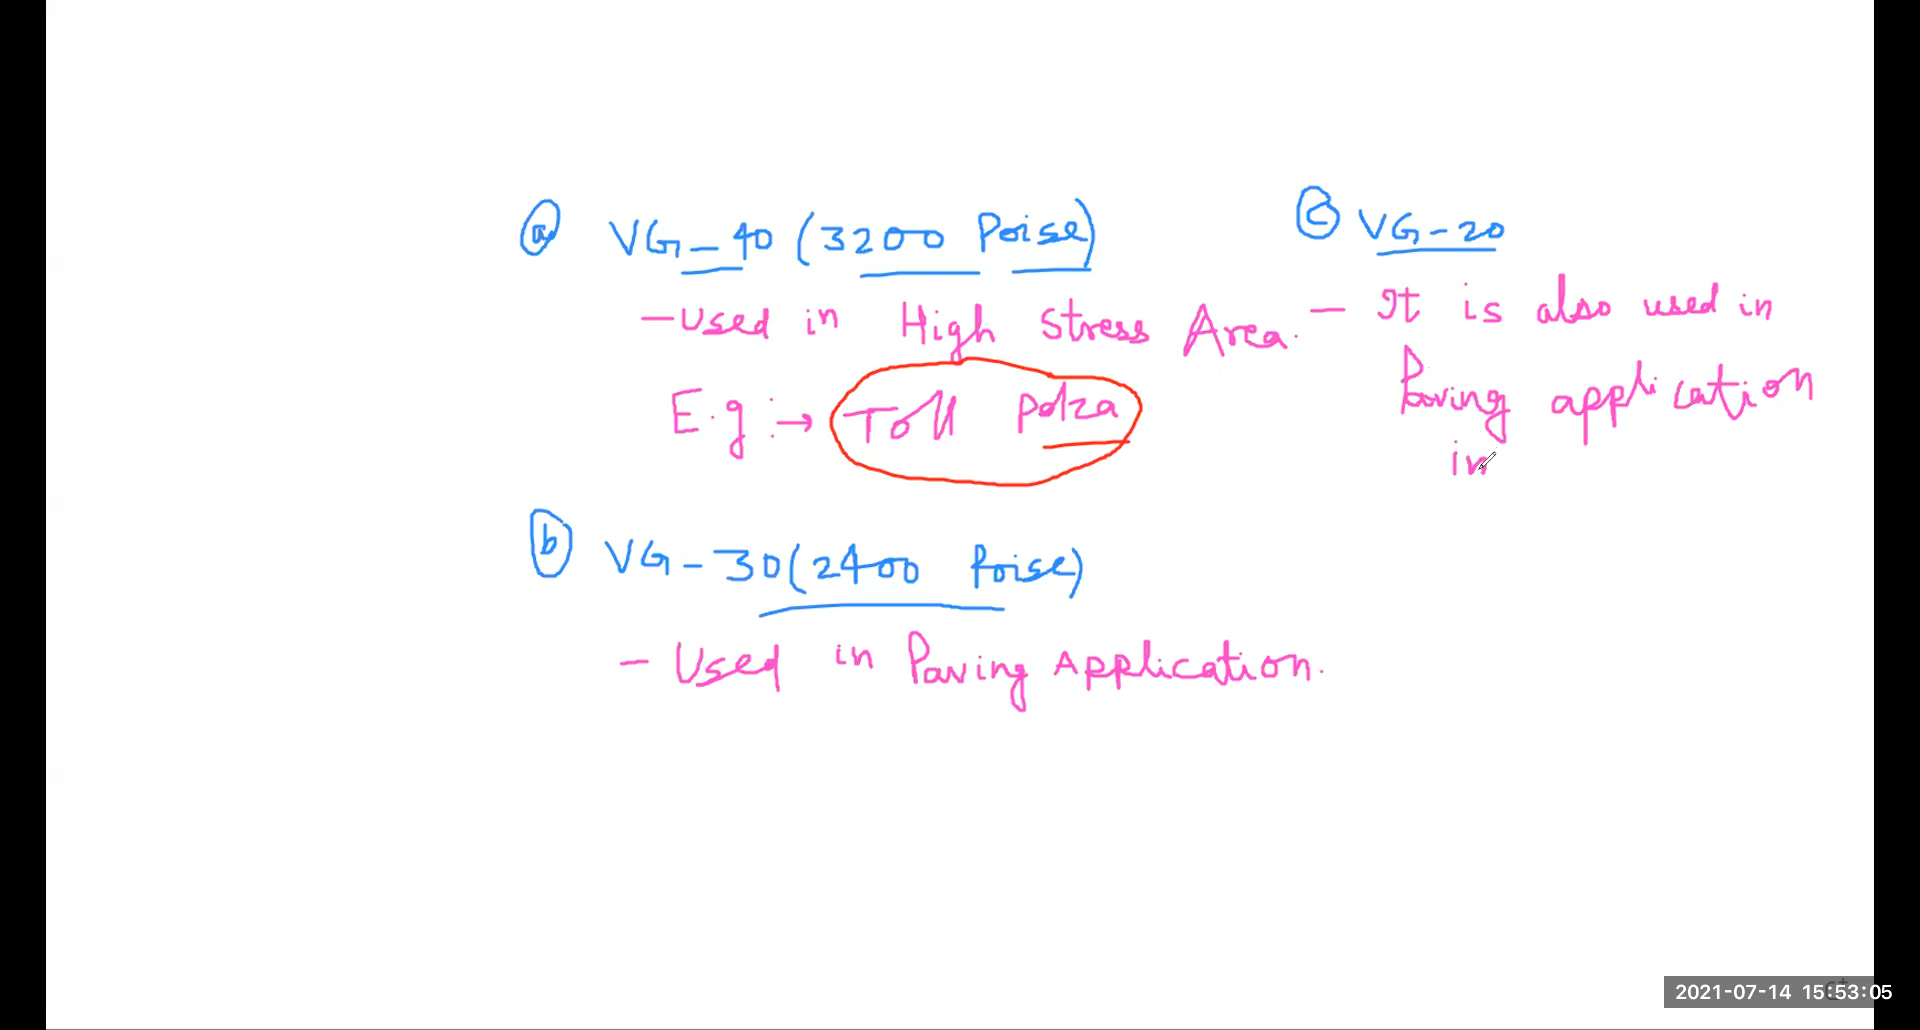 a VG-40 (3200 Poise)
-Used in High Stress Area.
E.g:→ Toll Palza
b VG-30(2400 Poise)
- Used in Paving Application.
c VG-20
- It is also used in
Paving application
in
2021-07-14 15:53:05